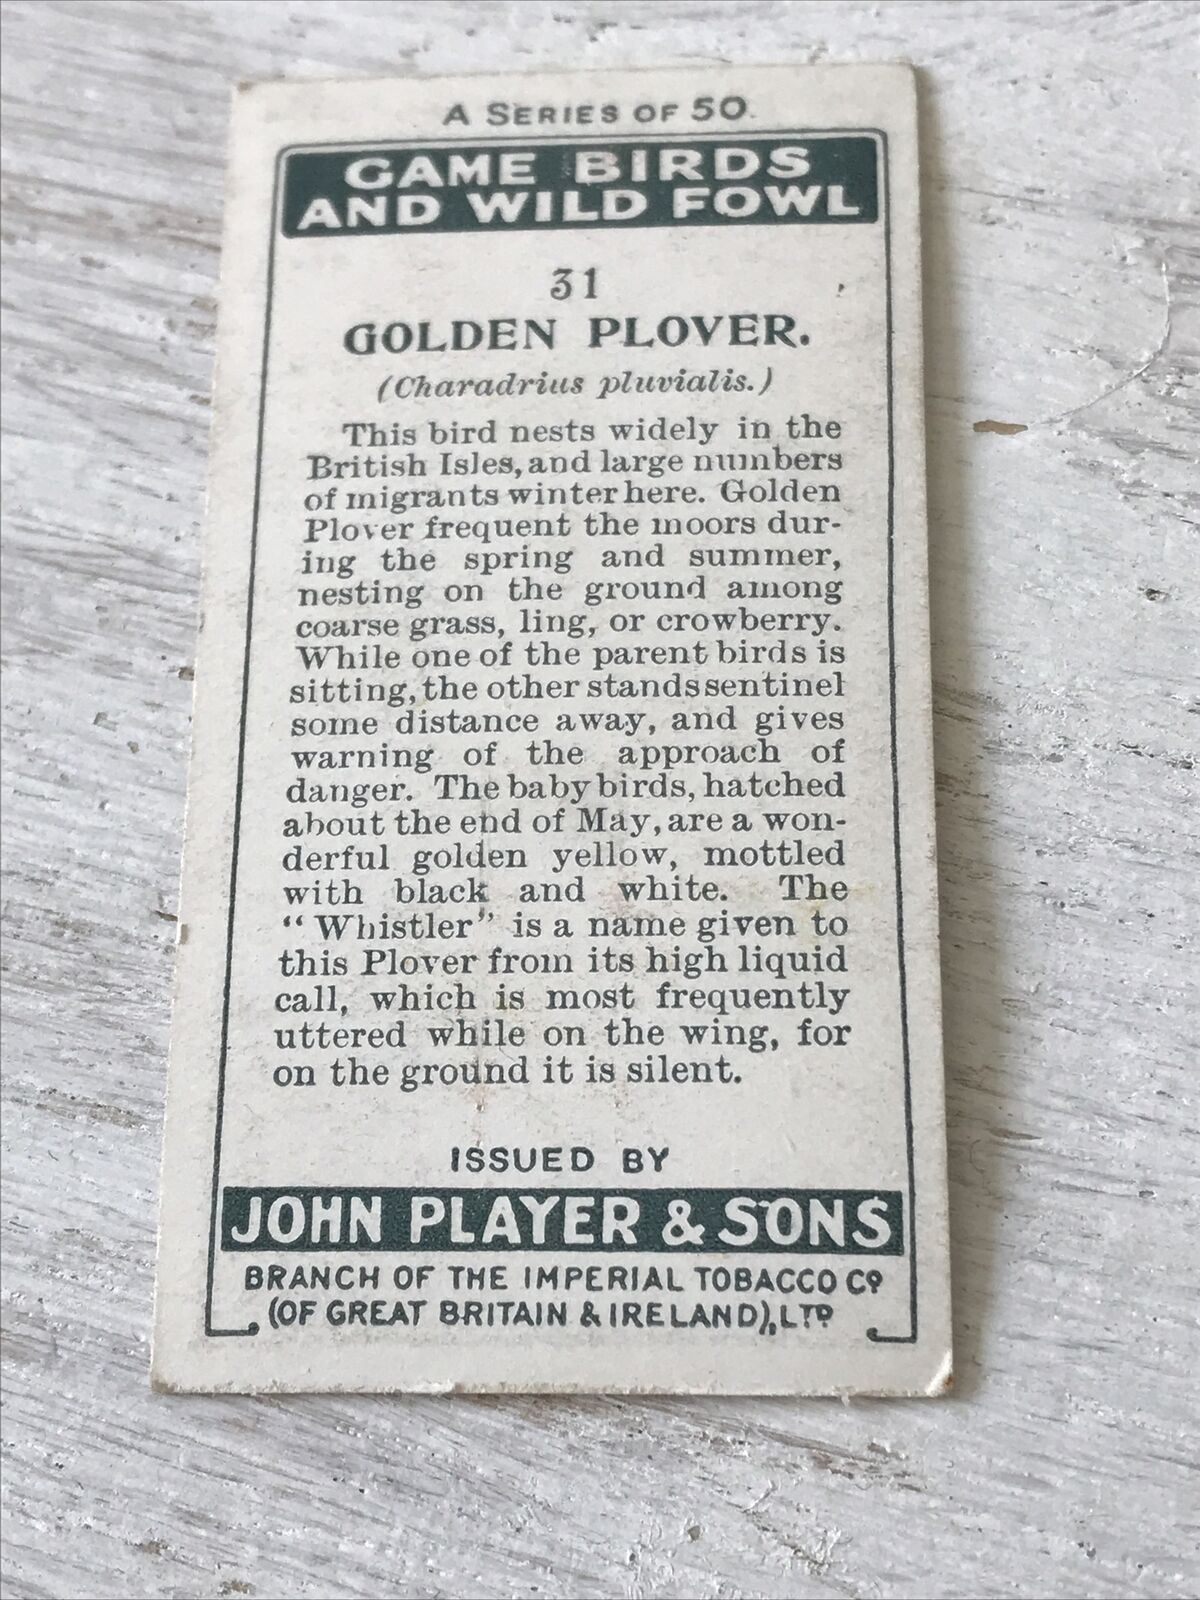 A SERIES OF 50.
GAME BIRDS
AND WILD FOWL
31
GOLDEN PLOVER.
(Charadrius pluvialis.)
This bird nests widely in the
British Isles, and large numbers
of migrants winter here. Golden
Plover frequent the moors dur-
ing the spring and summer,
nesting on the ground among
coarse grass, ling, or crowberry.
While one of the parent birds is
sitting, the other stands sentinel
some distance away, and gives
warning of the approach of
danger. The baby birds, hatched
about the end of May, are a won-
derful golden yellow, mottled
with black and white. The
"Whistler" is a name given to
this Plover from its high liquid
call, which is most frequently
uttered while on the wing, for
on the ground it is silent.
ISSUED BY
JOHN PLAYER & SONS
BRANCH OF THE IMPERIAL TOBACCO CO
(OF GREAT BRITAIN & IRELAND), LTD